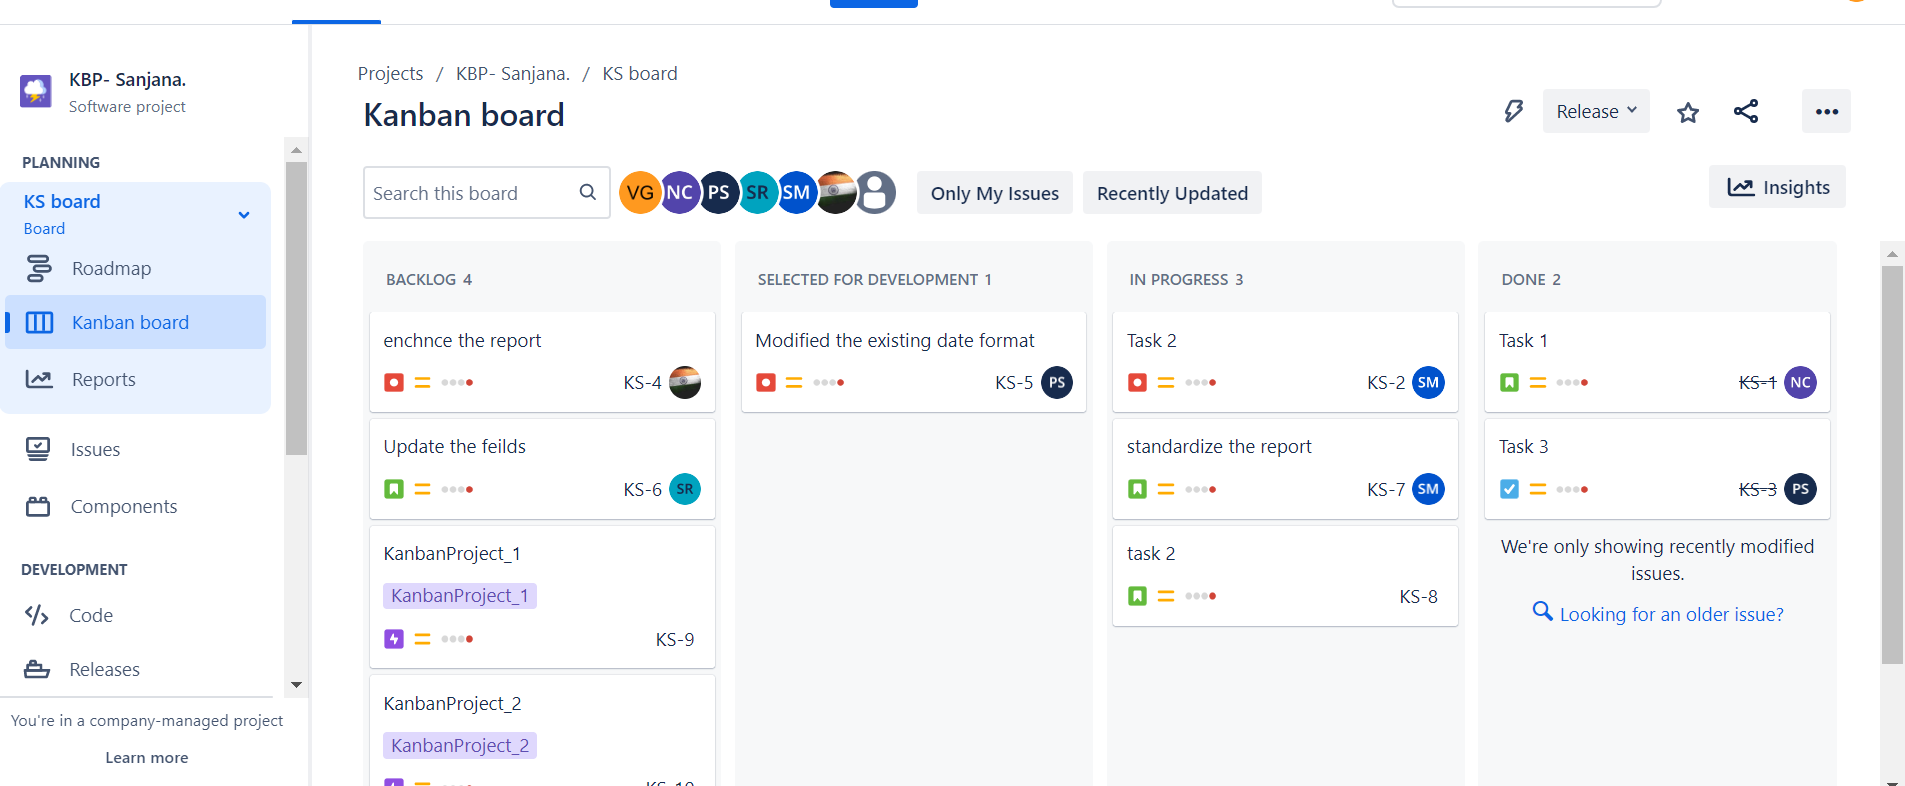 KBP- Sanjana.
Software project
PLANNING
KS board
Board
Roadmap
Kanban board
Reports
Issues
Components
DEVELOPMENT
Code
Releases
You're in a company-managed project
Learn more
Projects / KBP- Sanjana. / KS board
Kanban board
Release
Search this board
VG NC PS SR SM
Only My Issues
Recently Updated
Insights
BACKLOG 4
enchnce the report
KS-4
Update the feilds
KS-6 SR
KanbanProject_1
KanbanProject_1
KS-9
KanbanProject_2
KanbanProject_2
SELECTED FOR DEVELOPMENT 1
Modified the existing date format
KS-5 PS
IN PROGRESS 3
Task 2
KS-2 SM
standardize the report
KS-7 SM
task 2
KS-8
DONE 2
Task 1
KS-1 NC
Task 3
KS-3 PS
We're only showing recently modified
issues.
Looking for an older issue?